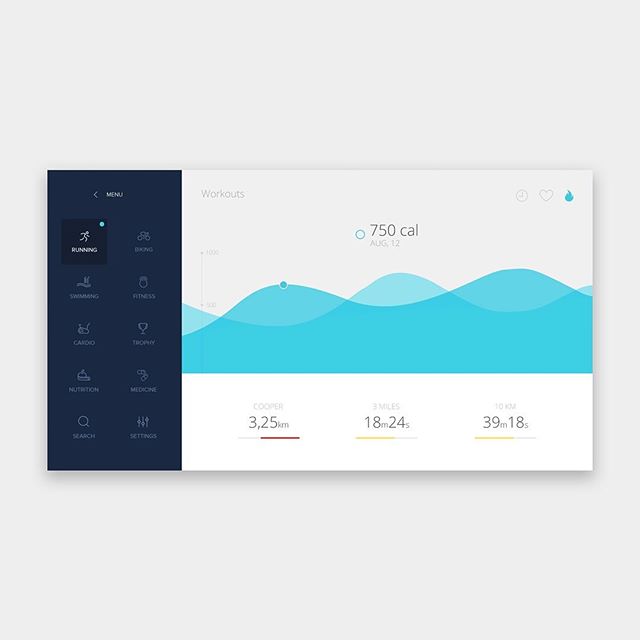 MENU
RUNNING
BIKING
SWIMMING
FITNESS
CARDIO
TROPHY
NUTRITION
MEDICINE
SEARCH
SETTINGS
Workouts
750 cal
AUG, 12
1000
500
COOPER
3,25km
3 MILES
18m24s
10 KM
39m18s